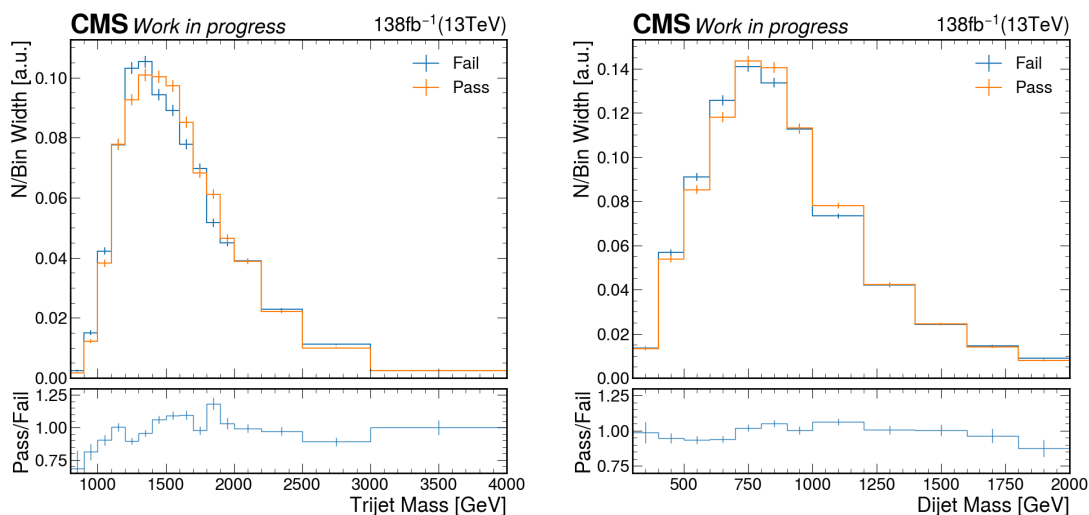 CMS Work in progress 138fb⁻¹(13TeV)
N/Bin Width [a.u.]
0.10
0.08
0.06
0.04
0.02
0.00
Fail
Pass
Pass/Fail
1.25
1.00
0.75
1000 1500 2000 2500 3000 3500 4000
Trijet Mass [GeV]
CMS Work in progress 138fb⁻¹(13TeV)
N/Bin Width [a.u.]
0.14
0.12
0.10
0.08
0.06
0.04
0.02
0.00
Fail
Pass
Pass/Fail
1.25
1.00
0.75
500 750 1000 1250 1500 1750 2000
Dijet Mass [GeV]